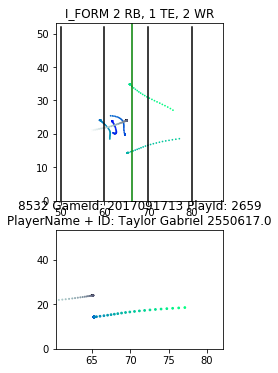 I_FORM 2 RB, 1 TE, 2 WR
50
40
30
20
10
0
50 60 70 80
8532 GameId: 2017091713 PlayId: 2659
PlayerName + ID: Taylor Gabriel 2550617.0
40
20
0
65 70 75 80